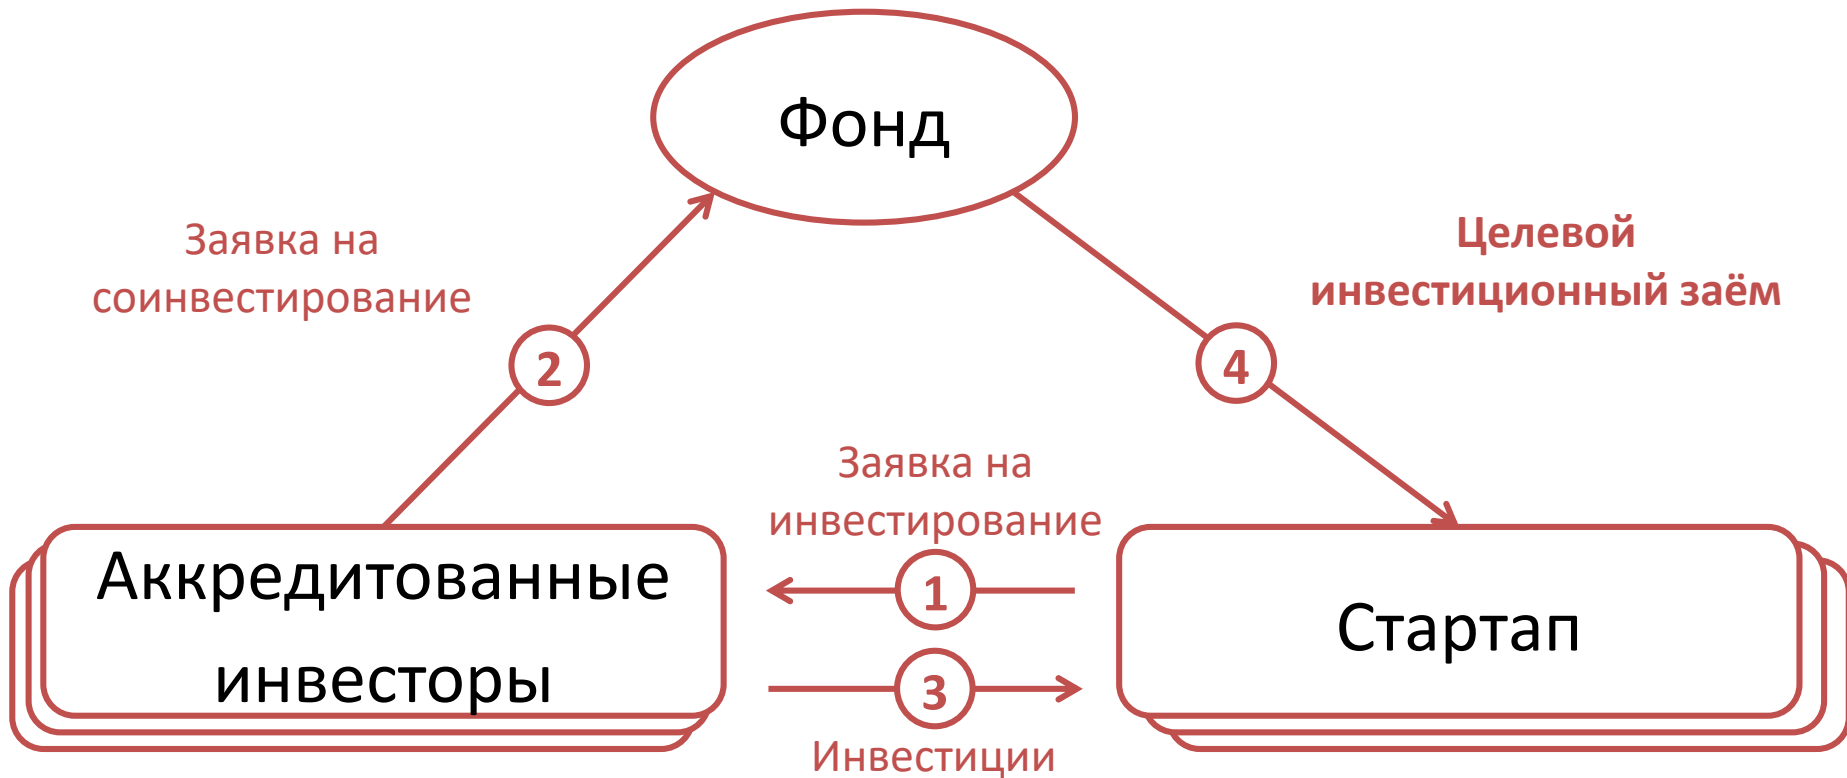 Фонд
Заявка на
соинвестирование
Целевой
инвестиционный заём
2
4
Заявка на
инвестирование
Аккредитованные
инвесторы
1
3
Стартап
Инвестиции